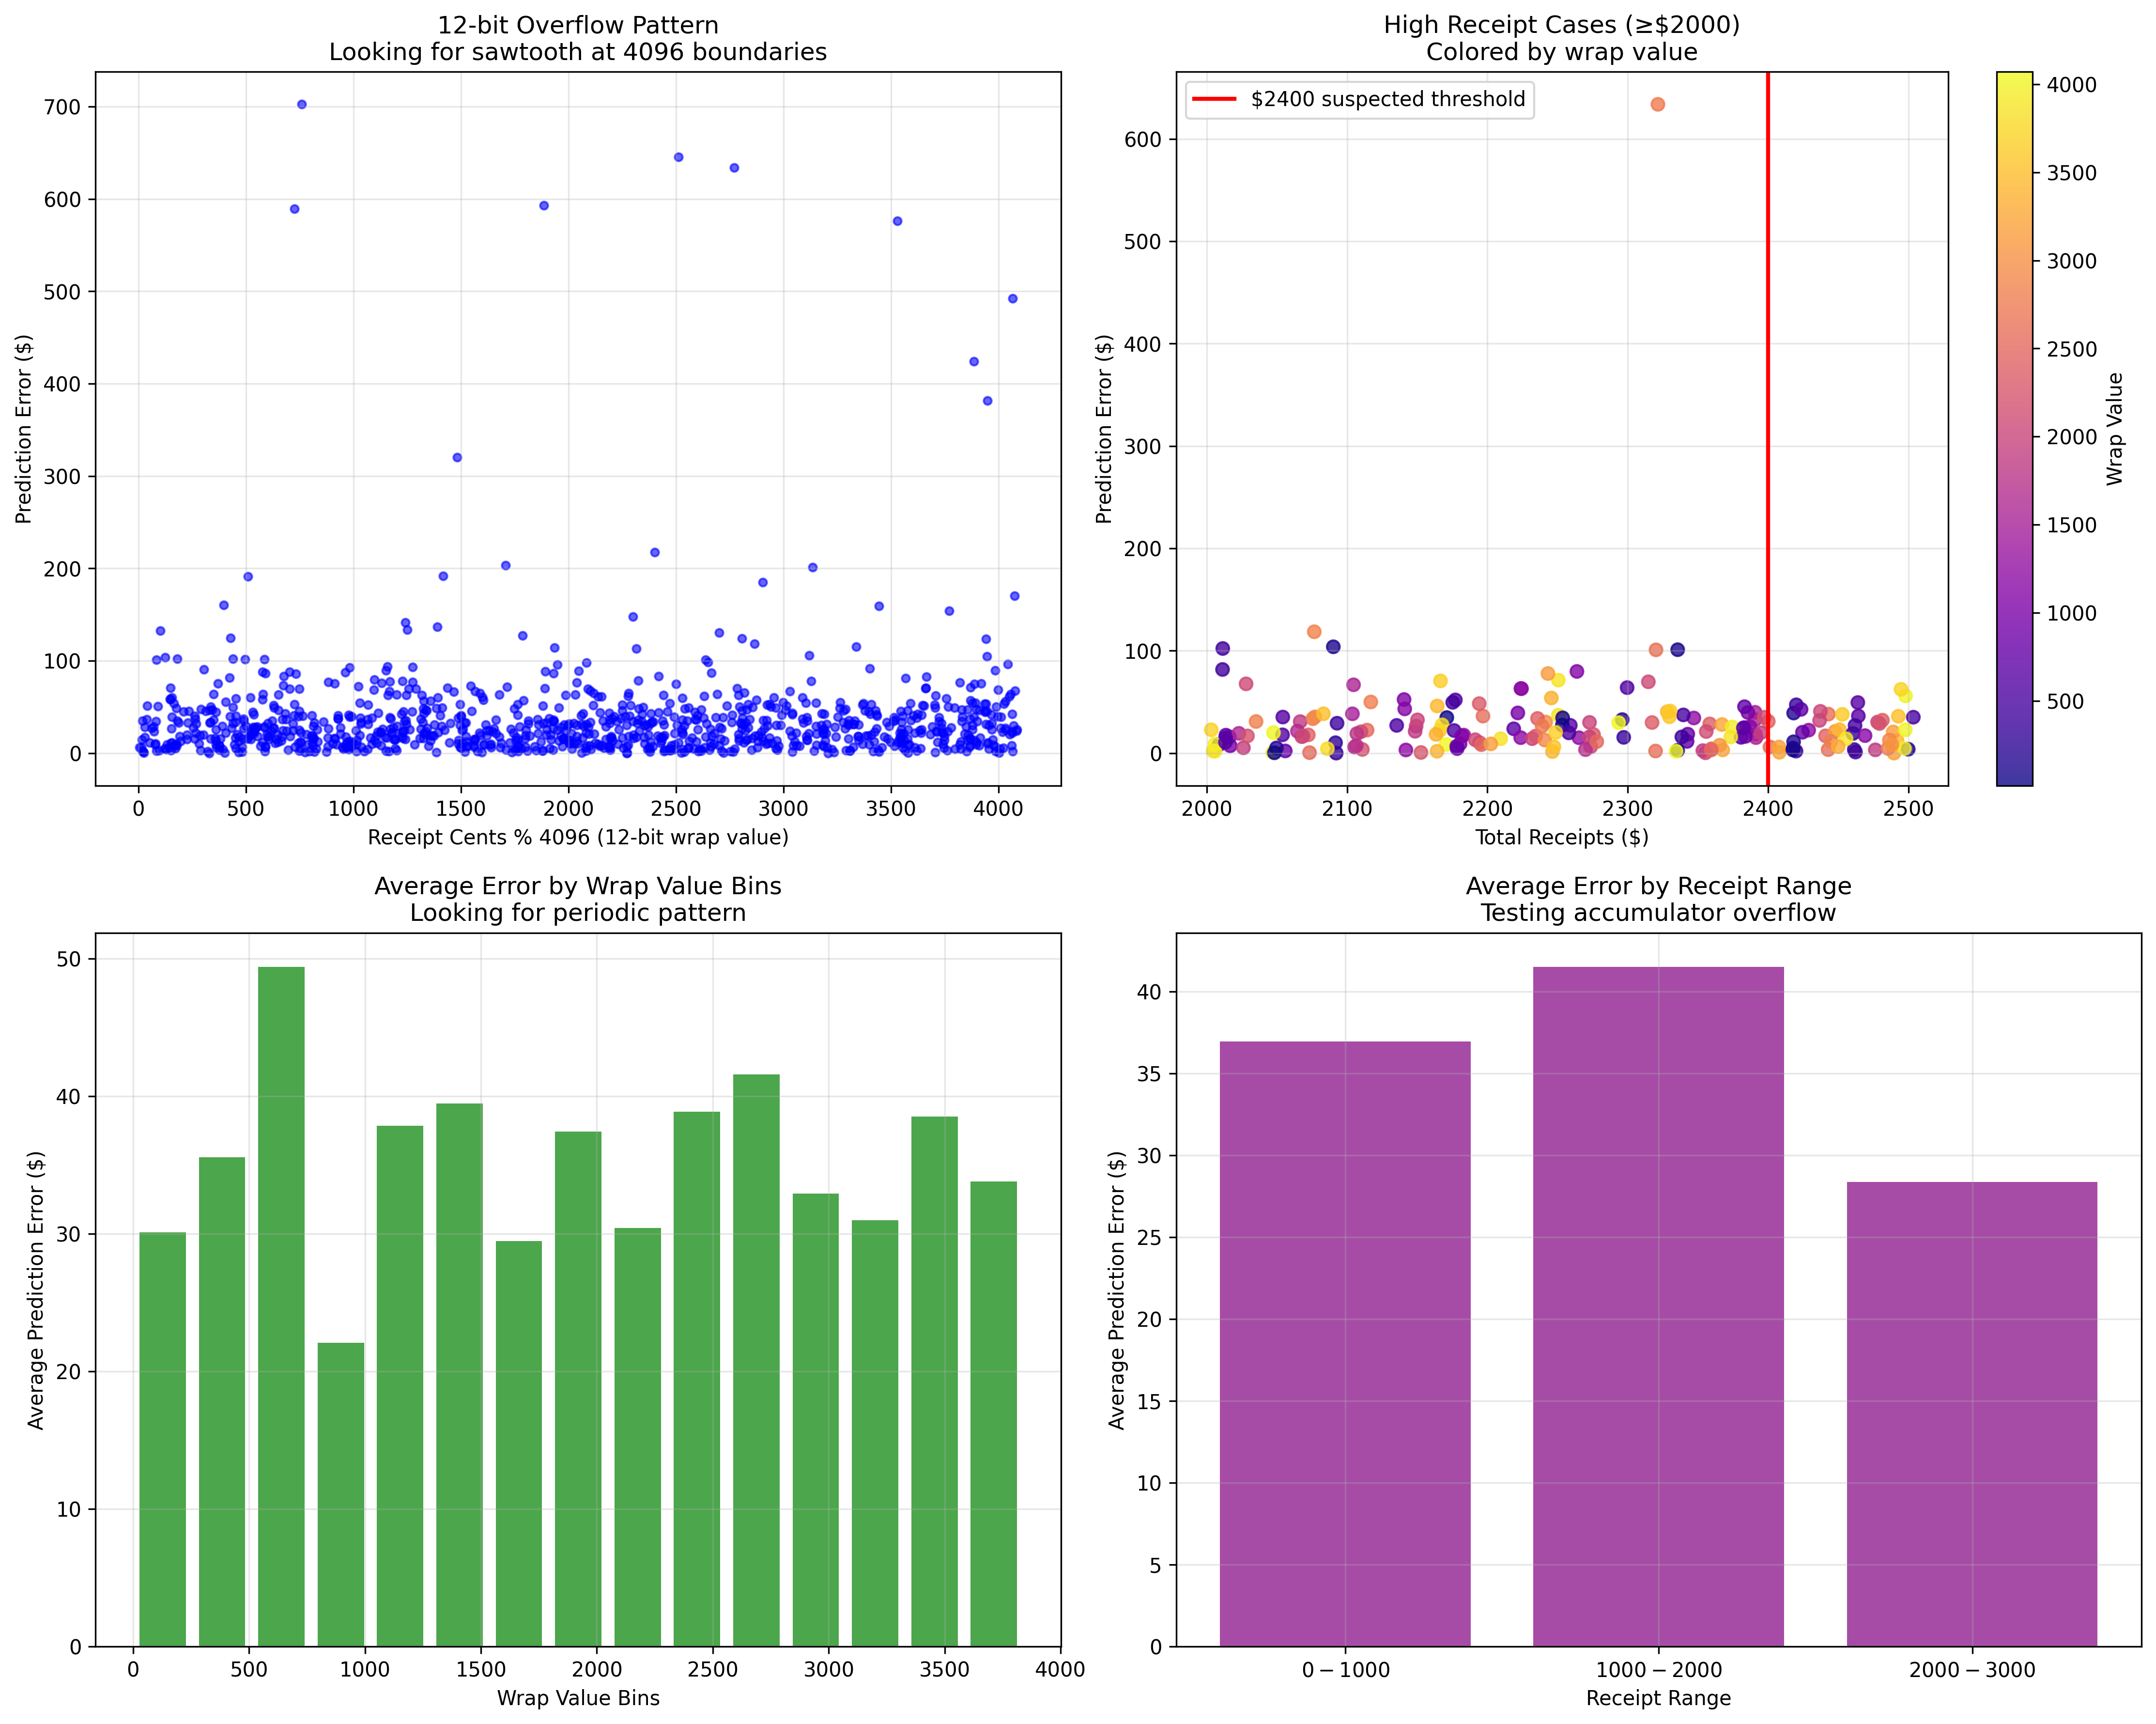 12-bit Overflow Pattern
Looking for sawtooth at 4096 boundaries
Prediction Error ($)
700
600
500
400
300
200
100
0
0 500 1000 1500 2000 2500 3000 3500 4000
Receipt Cents % 4096 (12-bit wrap value)
High Receipt Cases (≥$2000)
Colored by wrap value
$2400 suspected threshold
Prediction Error ($)
600
500
400
300
200
100
0
2000 2100 2200 2300 2400 2500
Total Receipts ($)
4000
3500
3000
2500
2000
1500
1000
500
Wrap Value
Average Error by Wrap Value Bins
Looking for periodic pattern
Average Prediction Error ($)
50
40
30
20
10
0
0 500 1000 1500 2000 2500 3000 3500 4000
Wrap Value Bins
Average Error by Receipt Range
Testing accumulator overflow
Average Prediction Error ($)
40
35
30
25
20
15
10
5
0
0−1000 1000−2000 2000−3000
Receipt Range